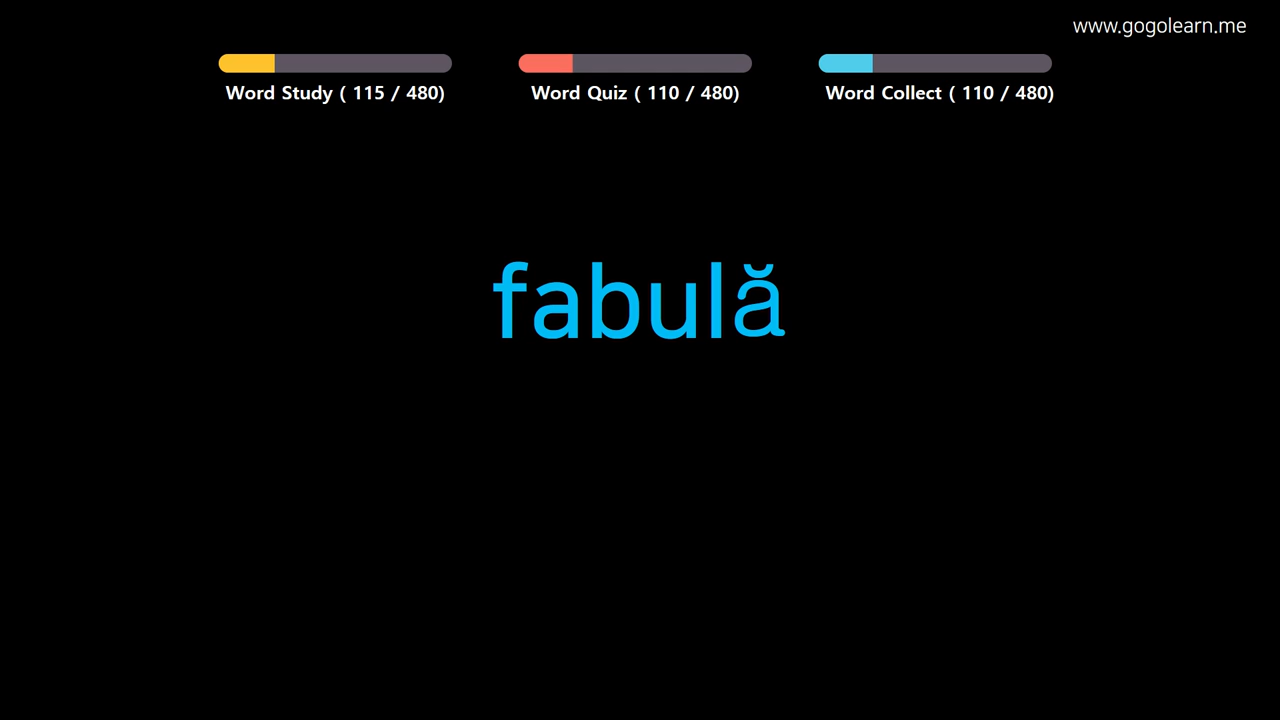 www.gogolearn.me
Word Study ( 115 / 480)
Word Quiz ( 110 / 480)
Word Collect ( 110 / 480)
fabulă